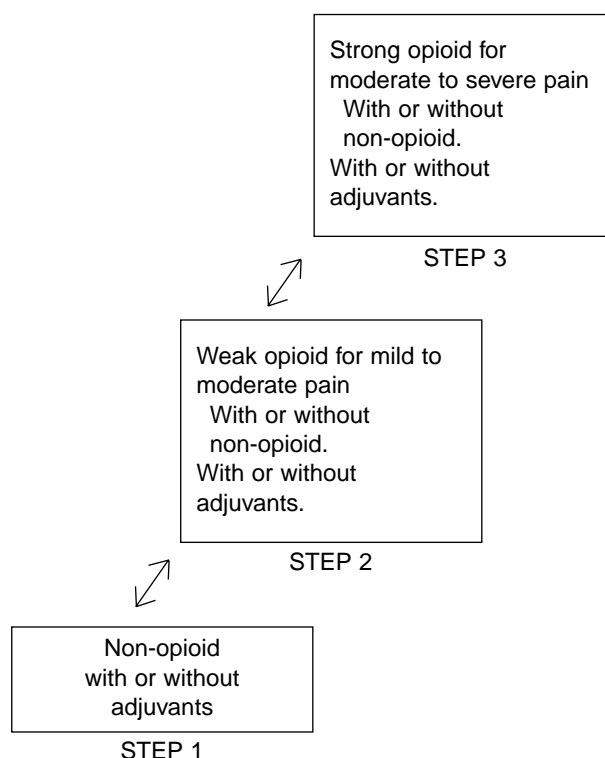 Strong opioid for
moderate to severe pain
With or without
non-opioid.
With or without
adjuvants.
STEP 3
Weak opioid for mild to
moderate pain
With or without
non-opioid.
With or without
adjuvants.
STEP 2
Non-opioid
with or without
adjuvants
STEP 1